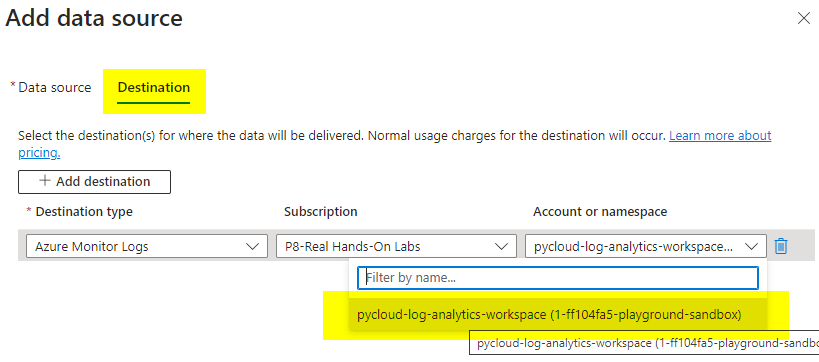 Add data source
* Data source Destination
Select the destination(s) for where the data will be delivered. Normal usage charges for the destination will occur. Learn more about
pricing.
+ Add destination
* Destination type Subscription Account or namespace
Azure Monitor Logs P8-Real Hands-On Labs pycloud-log-analytics-workspace...
Filter by name...
pycloud-log-analytics-workspace (1-ff104fa5-playground-sandbox)
pycloud-log-analytics-workspace (1-ff104fa5-playground-sandbo